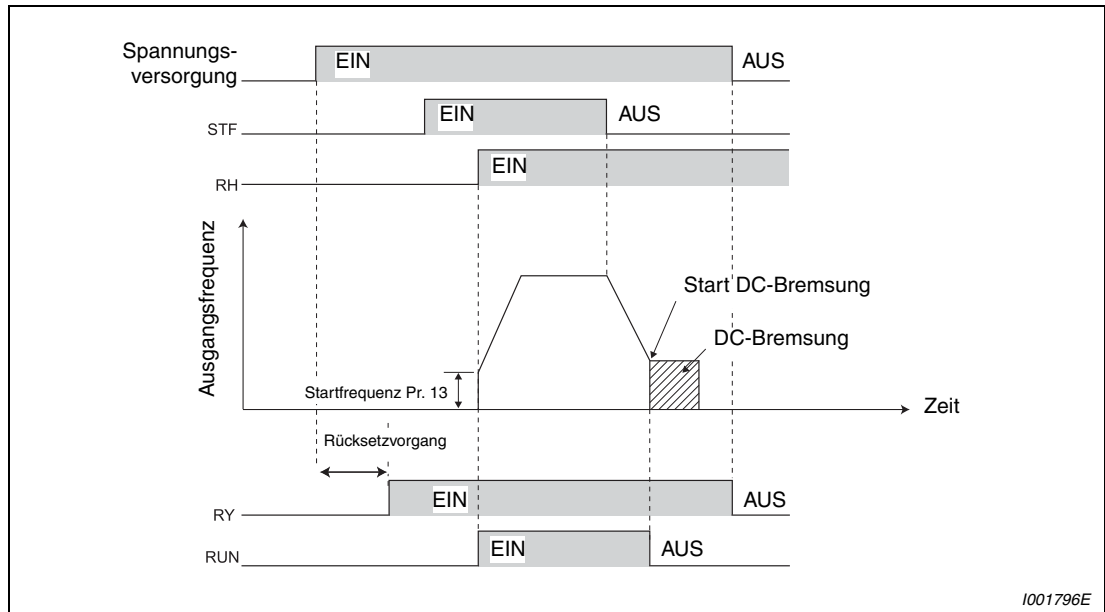 Spannungs-
versorgung
EIN
AUS
STF
EIN
AUS
RH
EIN
Ausgangsfrequenz
Start DC-Bremsung
DC-Bremsung
Startfrequenz Pr. 13
Zeit
Rücksetzvorgang
RY
EIN
AUS
RUN
EIN
AUS
I001796E